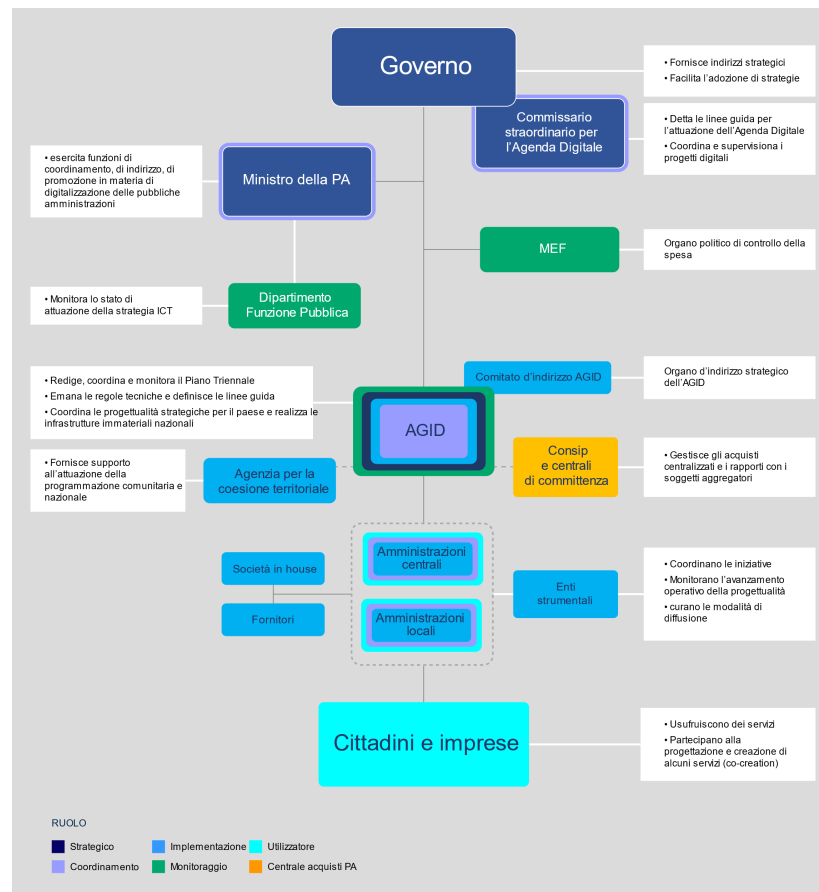 Governo
• Fornisce indirizzi strategici
• Facilita l'adozione di strategie
Commissario
straordinario per
l'Agenda Digitale
• Detta le linee guida per
l'attuazione dell'Agenda Digitale
• Coordina e supervisiona i
progetti digitali
• esercita funzioni di
coordinamento, di indirizzo, di
promozione in materia di
digitalizzazione delle pubbliche
amministrazioni
Ministro della PA
MEF
Organo politico di controllo della
spesa
• Monitora lo stato di
attuazione della strategia ICT
Dipartimento
Funzione Pubblica
• Redige, coordina e monitora il Piano Triennale
• Emana le regole tecniche e definisce le linee guida
• Coordina le progettualità strategiche per il paese e realizza le
infrastrutture immateriali nazionali
AGID
Comitato d'indirizzo AGID
Organo d'indirizzo strategico
dell'AGID
• Fornisce supporto
all'attuazione della
programmazione comunitaria e
nazionale
Agenzia per la
coesione territoriale
Consip
e centrali
di committenza
• Gestisce gli acquisti
centralizzati e i rapporti con i
soggetti aggregatori
Società in house
Fornitori
Amministrazioni
centrali
Amministrazioni
locali
Enti
strumentali
• Coordinano le iniziative
• Monitorano l'avanzamento
operativo della progettualità
• curano le modalità di
diffusione
Cittadini e imprese
• Usufruiscono dei servizi
• Partecipano alla
progettazione e creazione di
alcuni servizi (co-creation)
RUOLO
Strategico
Implementazione
Utilizzatore
Coordinamento
Monitoraggio
Centrale acquisti PA